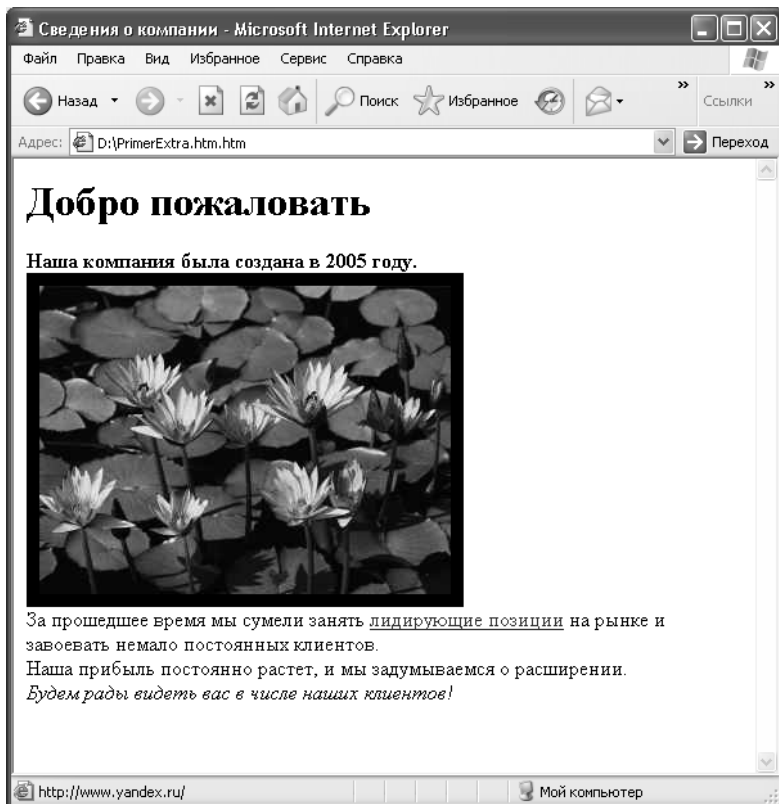 Сведения о компании - Microsoft Internet Explorer
Файл Правка Вид Избранное Сервис Справка
Назад Поиск Избранное » Ссылки »
Адрес: D:\PrimerExtra.htm.htm Переход
Добро пожаловать
Наша компания была создана в 2005 году.
За прошедшее время мы сумели занять лидирующие позиции на рынке и
завоевать немало постоянных клиентов.
Наша прибыль постоянно растет, и мы задумываемся о расширении.
Будем рады видеть вас в числе наших клиентов!
http://www.yandex.ru/ Мой компьютер